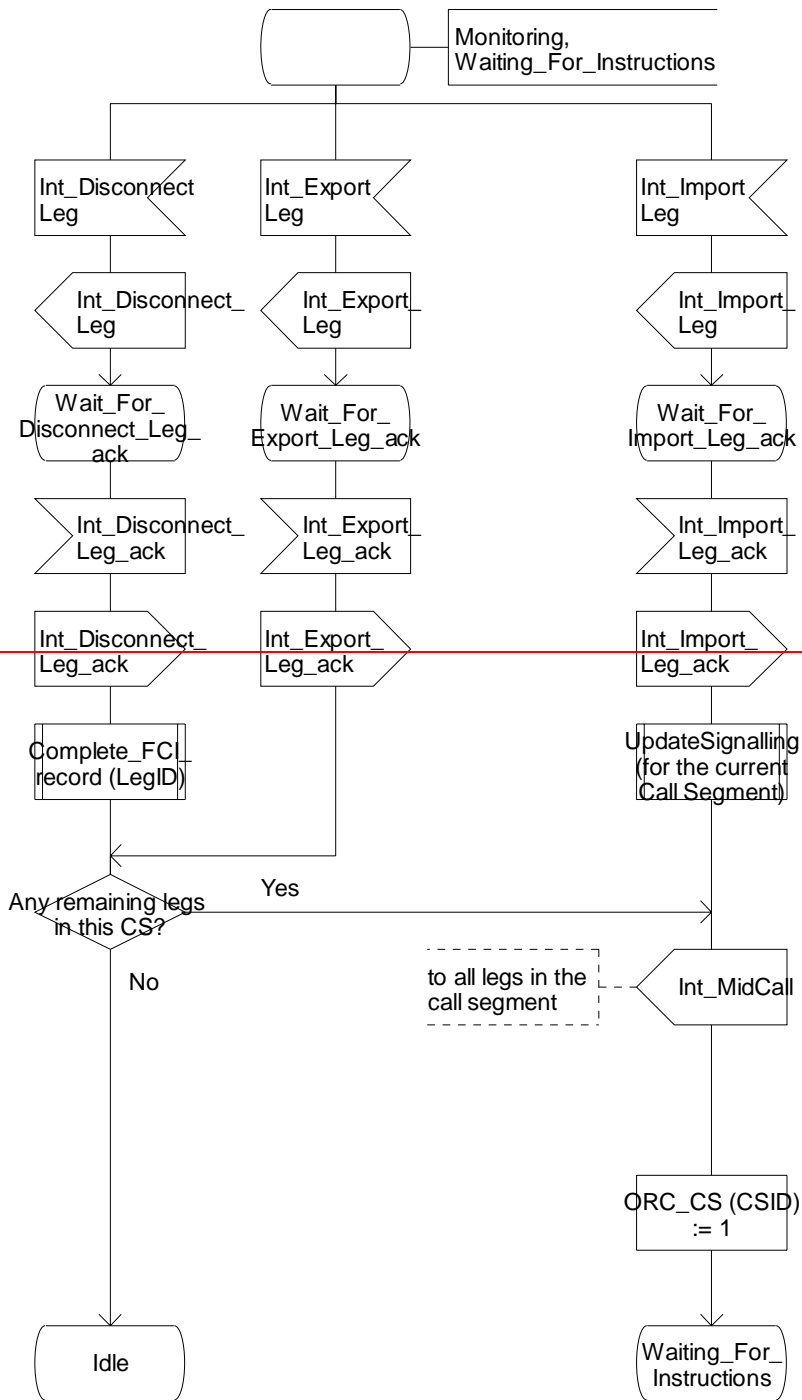 Monitoring,
Waiting_For_Instructions
Int_Disconnect
Leg
Int_Export
Leg
Int_Import
Leg
Int_Disconnect_
Leg
Int_Export_
Leg
Int_Import_
Leg
Wait_For_
Disconnect_Leg_
ack
Wait_For_
Export_Leg_ack
Wait_For_
Import_Leg_ack
Int_Disconnect_
Leg_ack
Int_Export_
Leg_ack
Int_Import_
Leg_ack
Int_Disconnect_
Leg_ack
Int_Export_
Leg_ack
Int_Import_
Leg_ack
Complete_FCI_
record (LegID)
UpdateSignalling
(for the current
Call Segment)
Any remaining legs
in this CS?
Yes
No
to all legs in the
call segment
Int_MidCall
ORC_CS (CSID)
:= 1
Idle
Waiting_For_
Instructions